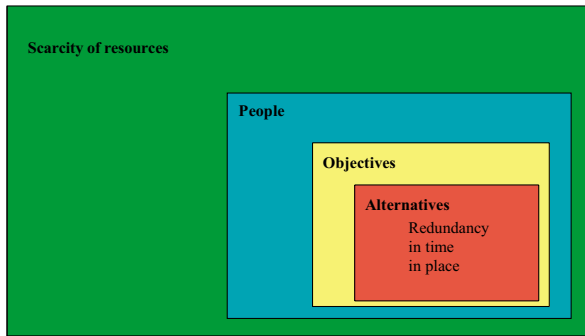 Scarcity of resources
People
Objectives
Alternatives
Redundancy
in time
in place